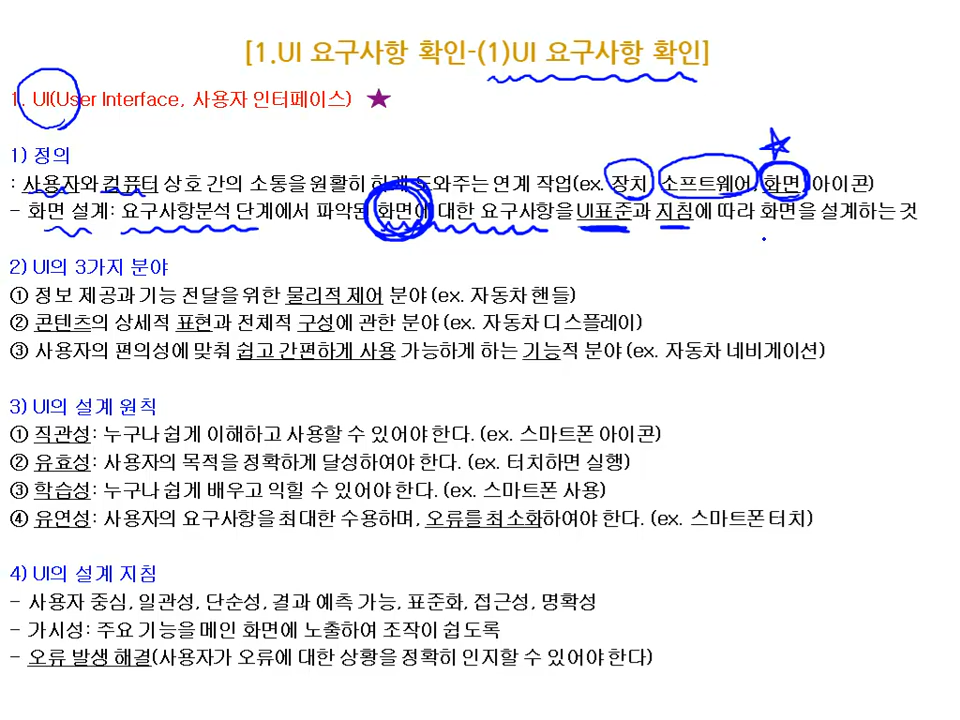 [1.UI 요구사항 확인-(1)UI 요구사항 확인]
1. UI(User Interface, 사용자 인터페이스) ★
1) 정의
: 사용자와 컴퓨터 상호 간의 소통을 원활히 하게 도와주는 연계 작업(ex. 장치, 소프트웨어, 화면, 아이콘)
- 화면 설계: 요구사항분석 단계에서 파악된 화면에 대한 요구사항을 UI표준과 지침에 따라 화면을 설계하는 것
2) UI의 3가지 분야
① 정보 제공과 기능 전달을 위한 물리적 제어 분야 (ex. 자동차 핸들)
② 콘텐츠의 상세적 표현과 전체적 구성에 관한 분야 (ex. 자동차 디스플레이)
③ 사용자의 편의성에 맞춰 쉽고 간편하게 사용 가능하게 하는 기능적 분야 (ex. 자동차 네비게이션)
3) UI의 설계 원칙
① 직관성: 누구나 쉽게 이해하고 사용할 수 있어야 한다. (ex. 스마트폰 아이콘)
② 유효성: 사용자의 목적을 정확하게 달성하여야 한다. (ex. 터치하면 실행)
③ 학습성: 누구나 쉽게 배우고 익힐 수 있어야 한다. (ex. 스마트폰 사용)
④ 유연성: 사용자의 요구사항을 최대한 수용하며, 오류를 최소화하여야 한다. (ex. 스마트폰 터치)
4) UI의 설계 지침
- 사용자 중심, 일관성, 단순성, 결과 예측 가능, 표준화, 접근성, 명확성
- 가시성: 주요 기능을 메인 화면에 노출하여 조작이 쉽도록
- 오류 발생 해결(사용자가 오류에 대한 상황을 정확히 인지할 수 있어야 한다)